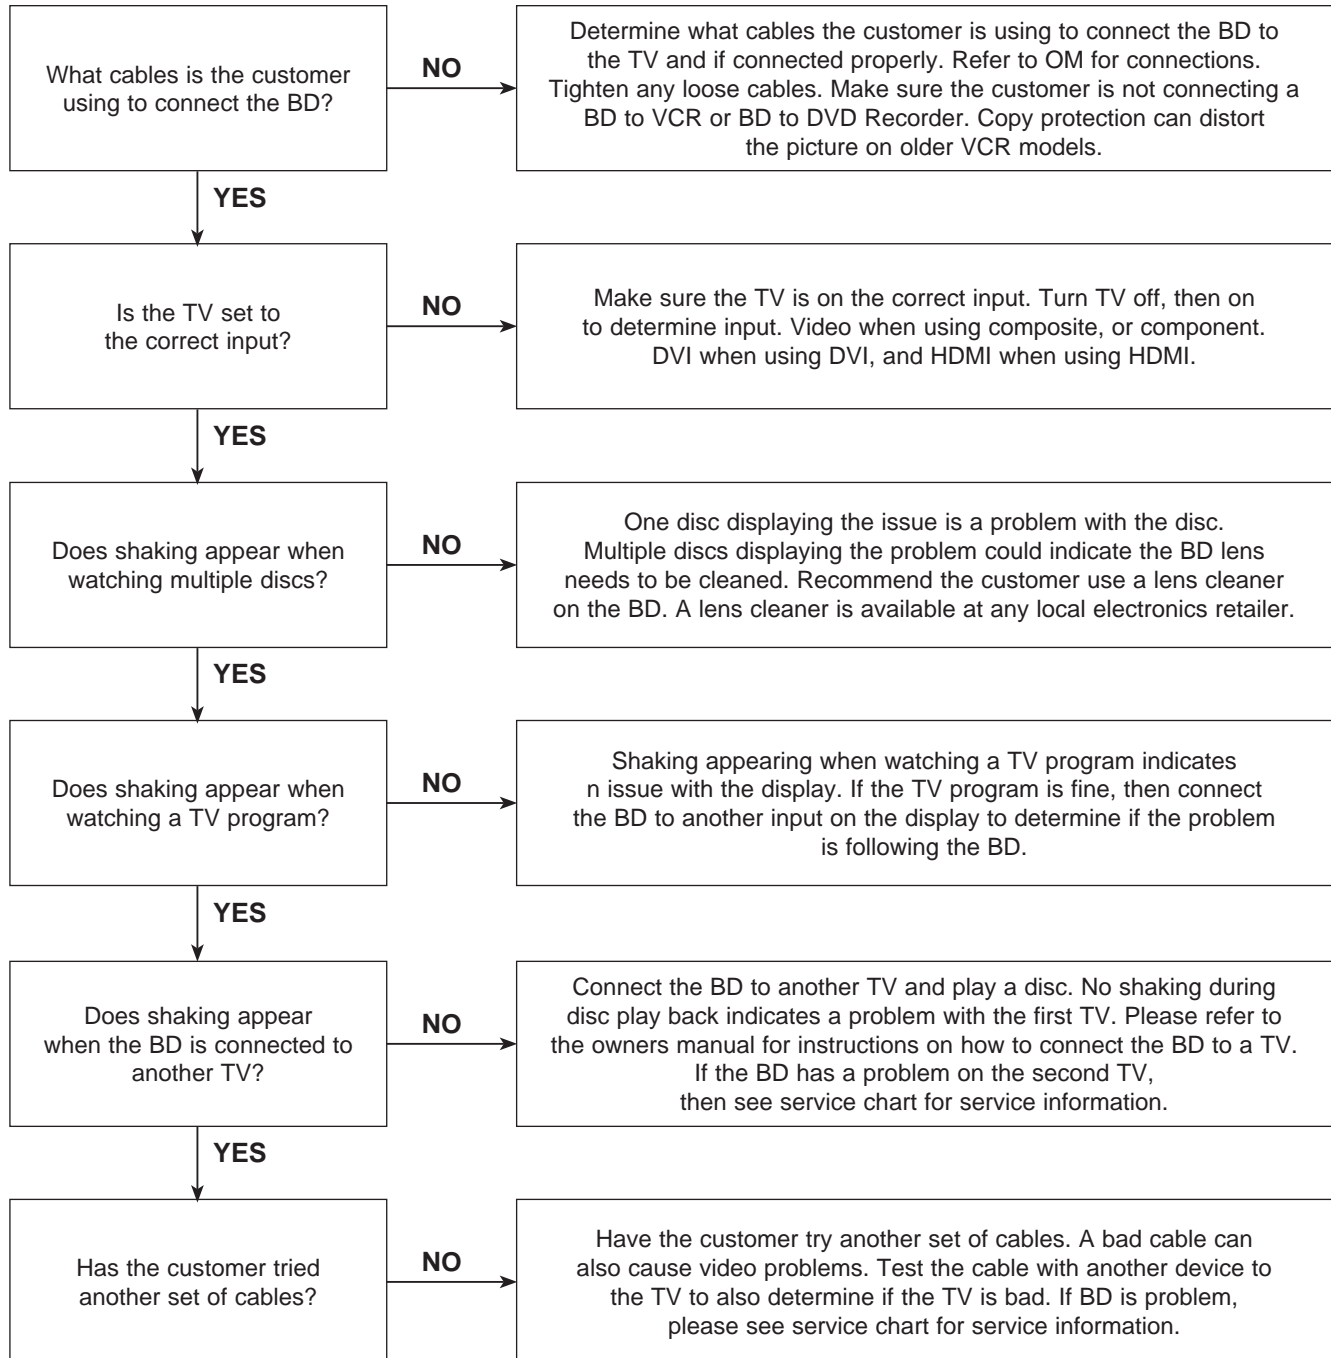 What cables is the customer
using to connect the BD?
NO
Determine what cables the customer is using to connect the BD to
the TV and if connected properly. Refer to OM for connections.
Tighten any loose cables. Make sure the customer is not connecting a
BD to VCR or BD to DVD Recorder. Copy protection can distort
the picture on older VCR models.
YES
Is the TV set to
the correct input?
NO
Make sure the TV is on the correct input. Turn TV off, then on
to determine input. Video when using composite, or component.
DVI when using DVI, and HDMI when using HDMI.
YES
Does shaking appear when
watching multiple discs?
NO
One disc displaying the issue is a problem with the disc.
Multiple discs displaying the problem could indicate the BD lens
needs to be cleaned. Recommend the customer use a lens cleaner
on the BD. A lens cleaner is available at any local electronics retailer.
YES
Does shaking appear when
watching a TV program?
NO
Shaking appearing when watching a TV program indicates
n issue with the display. If the TV program is fine, then connect
the BD to another input on the display to determine if the problem
is following the BD.
YES
Does shaking appear
when the BD is connected to
another TV?
NO
Connect the BD to another TV and play a disc. No shaking during
disc play back indicates a problem with the first TV. Please refer to
the owners manual for instructions on how to connect the BD to a TV.
If the BD has a problem on the second TV,
then see service chart for service information.
YES
Has the customer tried
another set of cables?
NO
Have the customer try another set of cables. A bad cable can
also cause video problems. Test the cable with another device to
the TV to also determine if the TV is bad. If BD is problem,
please see service chart for service information.